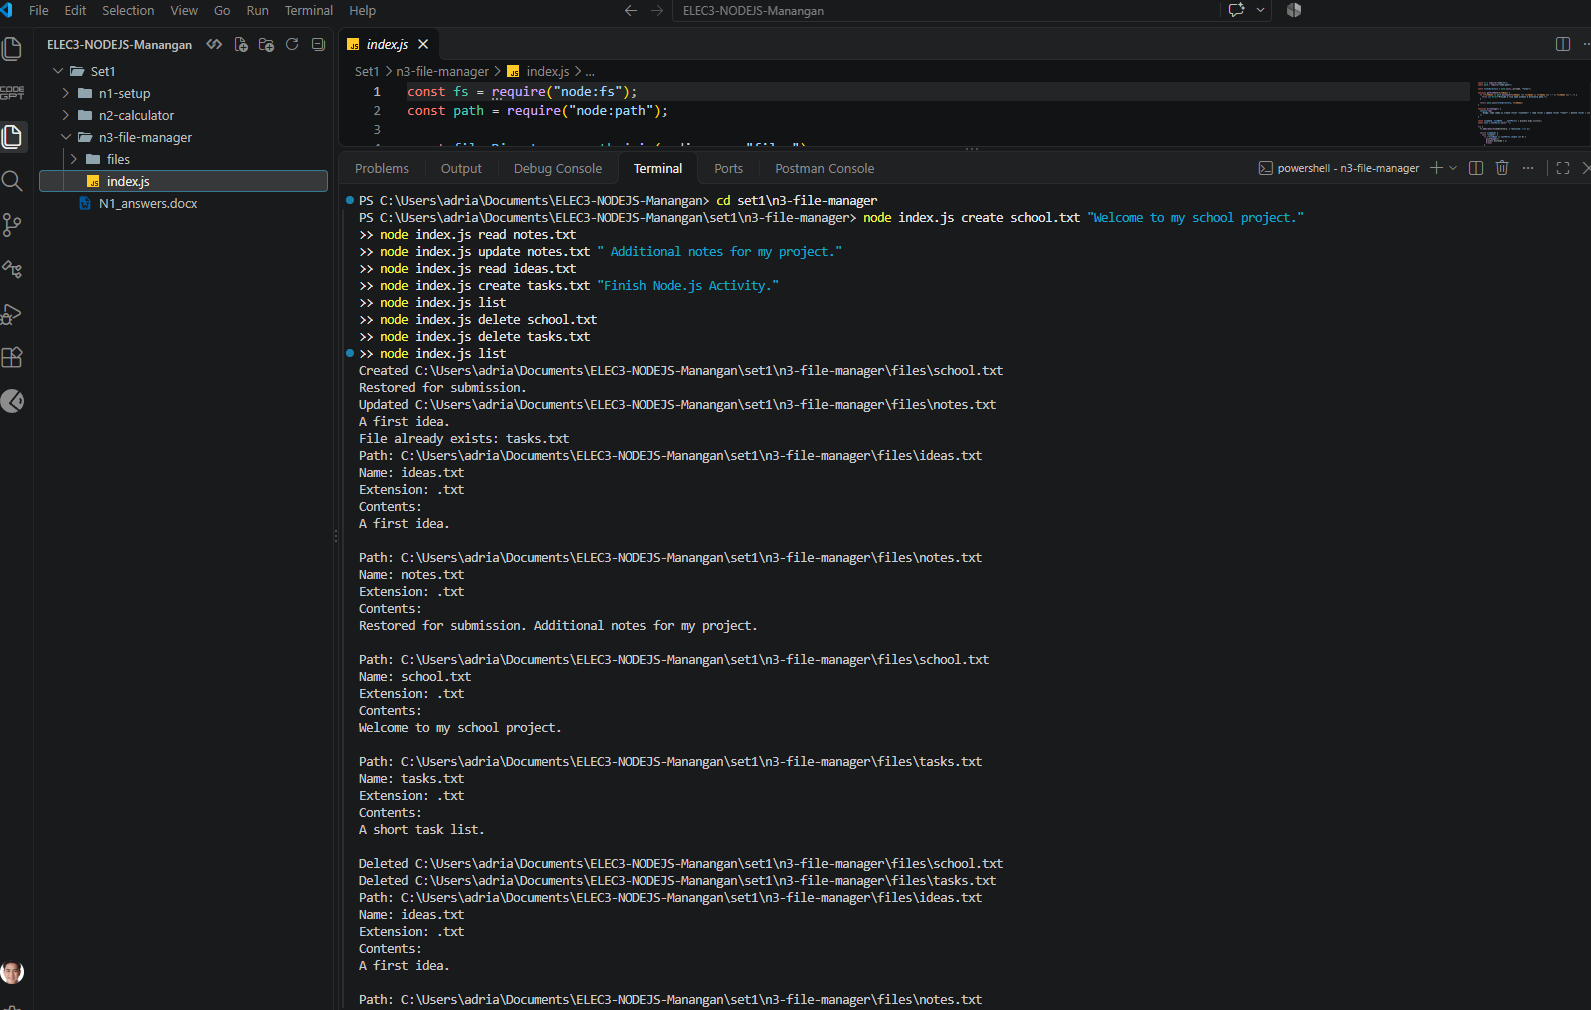 File Edit Selection View Go Run Terminal Help
ELEC3-NODEJS-Manangan
ELEC3-NODEJS-Manangan
Set1
n1-setup
n2-calculator
n3-file-manager
files
JS index.js
N1_answers.docx
CODE
GPT
JS index.js
Set1 > n3-file-manager > JS index.js > ...
1 const fs = require("node:fs");
2 const path = require("node:path");
3
Problems Output Debug Console Terminal Ports Postman Console
powershell - n3-file-manager
PS C:\Users\adria\Documents\ELEC3-NODEJS-Manangan> cd set1\n3-file-manager
PS C:\Users\adria\Documents\ELEC3-NODEJS-Manangan\set1\n3-file-manager> node index.js create school.txt "Welcome to my school project."
>> node index.js read notes.txt
>> node index.js update notes.txt " Additional notes for my project."
>> node index.js read ideas.txt
>> node index.js create tasks.txt "Finish Node.js Activity."
>> node index.js list
>> node index.js delete school.txt
>> node index.js delete tasks.txt
>> node index.js list
Created C:\Users\adria\Documents\ELEC3-NODEJS-Manangan\set1\n3-file-manager\files\school.txt
Restored for submission.
Updated C:\Users\adria\Documents\ELEC3-NODEJS-Manangan\set1\n3-file-manager\files\notes.txt
A first idea.
File already exists: tasks.txt
Path: C:\Users\adria\Documents\ELEC3-NODEJS-Manangan\set1\n3-file-manager\files\ideas.txt
Name: ideas.txt
Extension: .txt
Contents:
A first idea.
Path: C:\Users\adria\Documents\ELEC3-NODEJS-Manangan\set1\n3-file-manager\files\notes.txt
Name: notes.txt
Extension: .txt
Contents:
Restored for submission. Additional notes for my project.
Path: C:\Users\adria\Documents\ELEC3-NODEJS-Manangan\set1\n3-file-manager\files\school.txt
Name: school.txt
Extension: .txt
Contents:
Welcome to my school project.
Path: C:\Users\adria\Documents\ELEC3-NODEJS-Manangan\set1\n3-file-manager\files\tasks.txt
Name: tasks.txt
Extension: .txt
Contents:
A short task list.
Deleted C:\Users\adria\Documents\ELEC3-NODEJS-Manangan\set1\n3-file-manager\files\school.txt
Deleted C:\Users\adria\Documents\ELEC3-NODEJS-Manangan\set1\n3-file-manager\files\tasks.txt
Path: C:\Users\adria\Documents\ELEC3-NODEJS-Manangan\set1\n3-file-manager\files\ideas.txt
Name: ideas.txt
Extension: .txt
Contents:
A first idea.
Path: C:\Users\adria\Documents\ELEC3-NODEJS-Manangan\set1\n3-file-manager\files\notes.txt